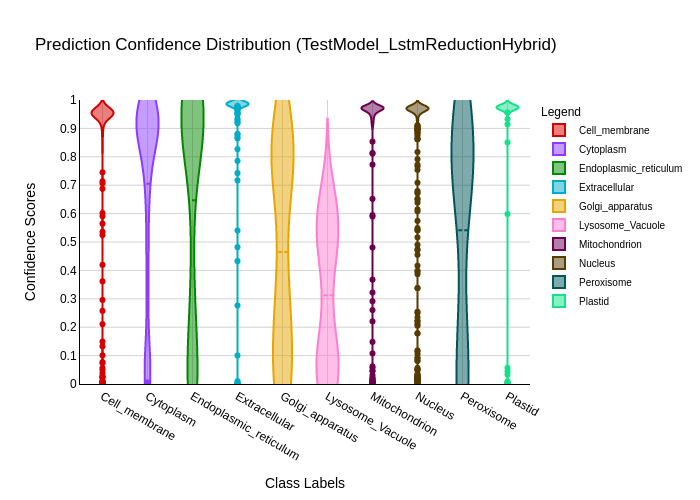 Prediction Confidence Distribution (TestModel_LstmReductionHybrid)
Legend
Cell_membrane
Cytoplasm
Endoplasmic_reticulum
Extracellular
Golgi_apparatus
Lysosome_Vacuole
Mitochondrion
Nucleus
Peroxisome
Plastid
Confidence Scores
1
0.9
0.8
0.7
0.6
0.5
0.4
0.3
0.2
0.1
0
Cell_membrane
Cytoplasm
Endoplasmic_reticulum
Extracellular
Golgi_apparatus
Lysosome_Vacuole
Mitochondrion
Nucleus
Peroxisome
Plastid
Class Labels